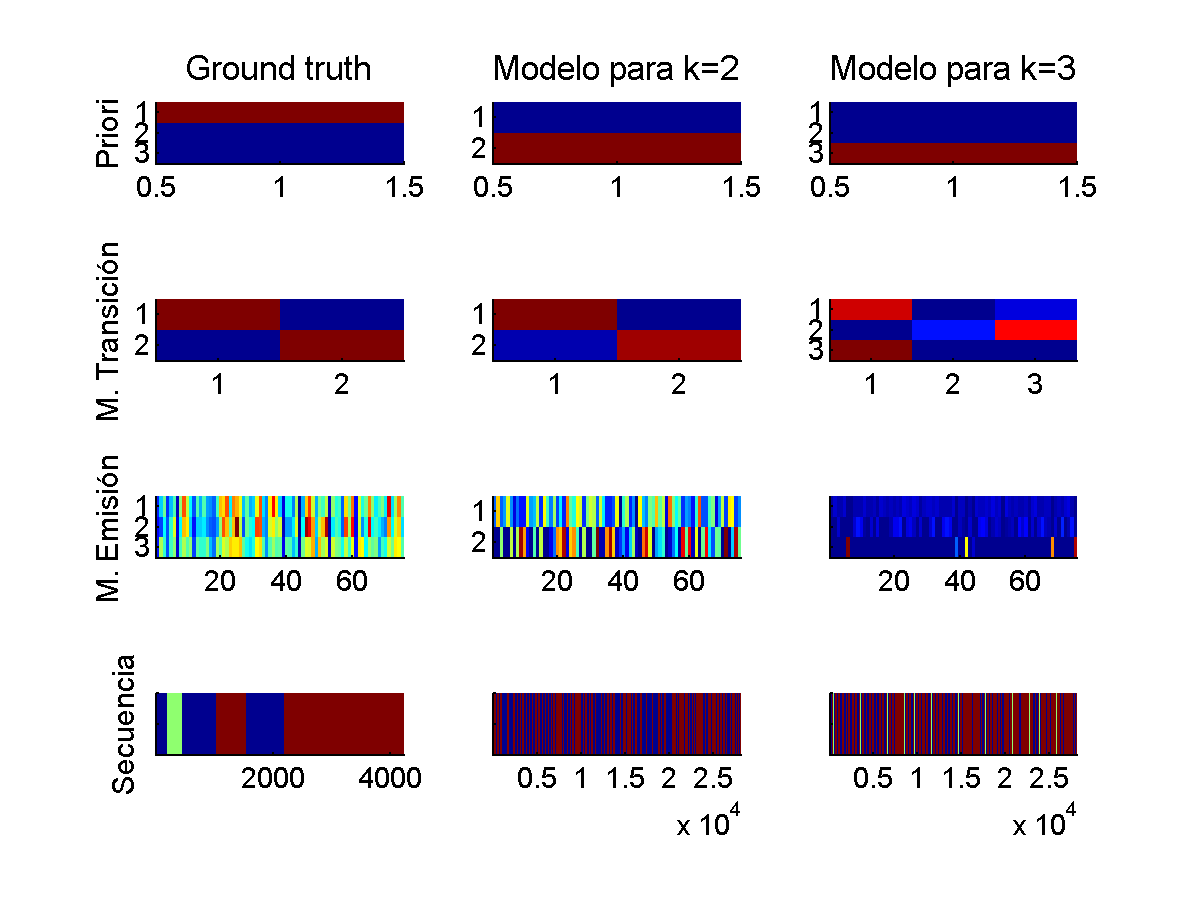 Ground truth Modelo para k=2 Modelo para k=3
Priori
1 2 3
0.5 1 1.5
1 2
0.5 1 1.5
1 2 3
0.5 1 1.5
M. Transición
1 2
1 2
1 2
1 2
1 2 3
1 2 3
M. Emisión
1 2 3
20 40 60
1 2
20 40 60
20 40 60
Secuencia
2000 4000
0.5 1 1.5 2 2.5
x 10^4
0.5 1 1.5 2 2.5
x 10^4